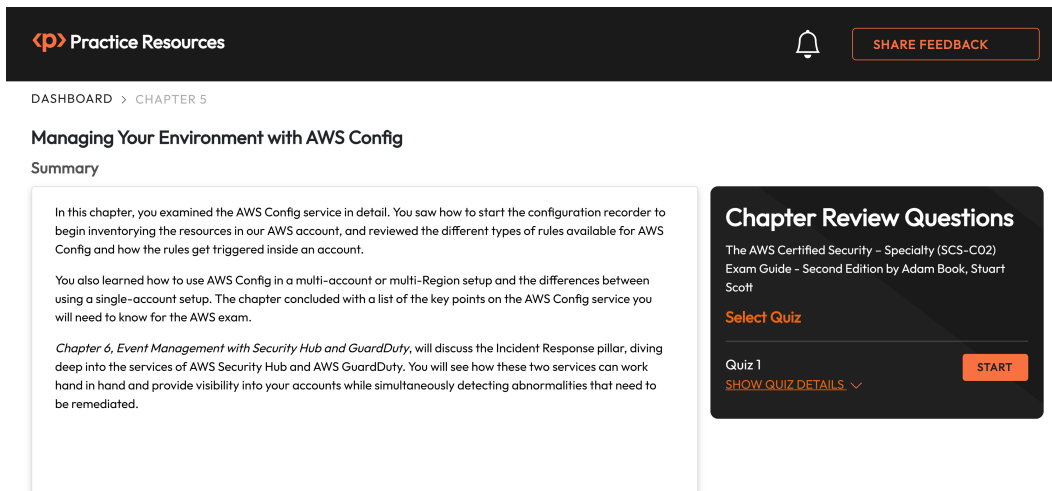 <p> Practice Resources
SHARE FEEDBACK
DASHBOARD > CHAPTER 5
Managing Your Environment with AWS Config
Summary
In this chapter, you examined the AWS Config service in detail. You saw how to start the configuration recorder to
begin inventorying the resources in our AWS account, and reviewed the different types of rules available for AWS
Config and how the rules get triggered inside an account.
You also learned how to use AWS Config in a multi-account or multi-Region setup and the differences between
using a single-account setup. The chapter concluded with a list of the key points on the AWS Config service you
will need to know for the AWS exam.
Chapter 6, Event Management with Security Hub and GuardDuty, will discuss the Incident Response pillar, diving
deep into the services of AWS Security Hub and AWS GuardDuty. You will see how these two services can work
hand in hand and provide visibility into your accounts while simultaneously detecting abnormalities that need to
be remediated.
Chapter Review Questions
The AWS Certified Security – Specialty (SCS-C02)
Exam Guide - Second Edition by Adam Book, Stuart
Scott
Select Quiz
Quiz 1
START
SHOW QUIZ DETAILS